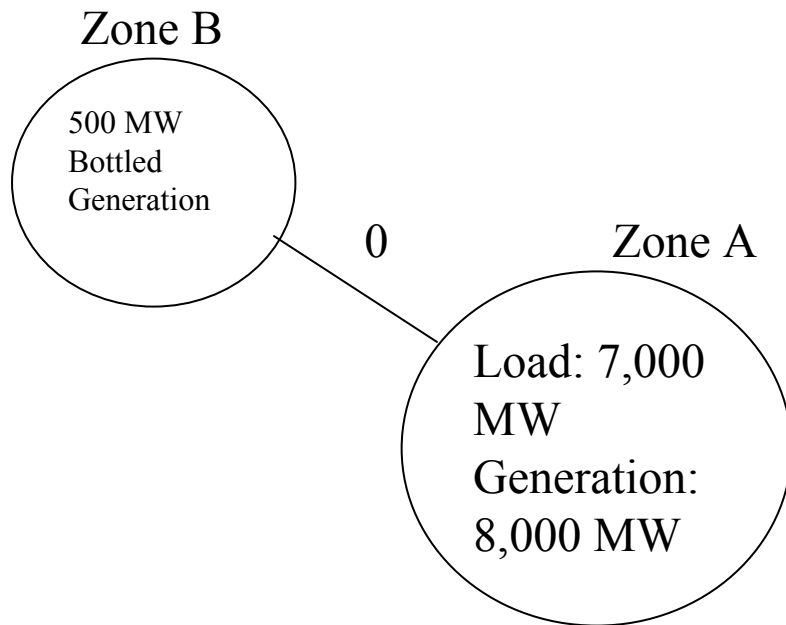 Zone B
500 MW
Bottled
Generation
0
Zone A
Load: 7,000
MW
Generation:
8,000 MW